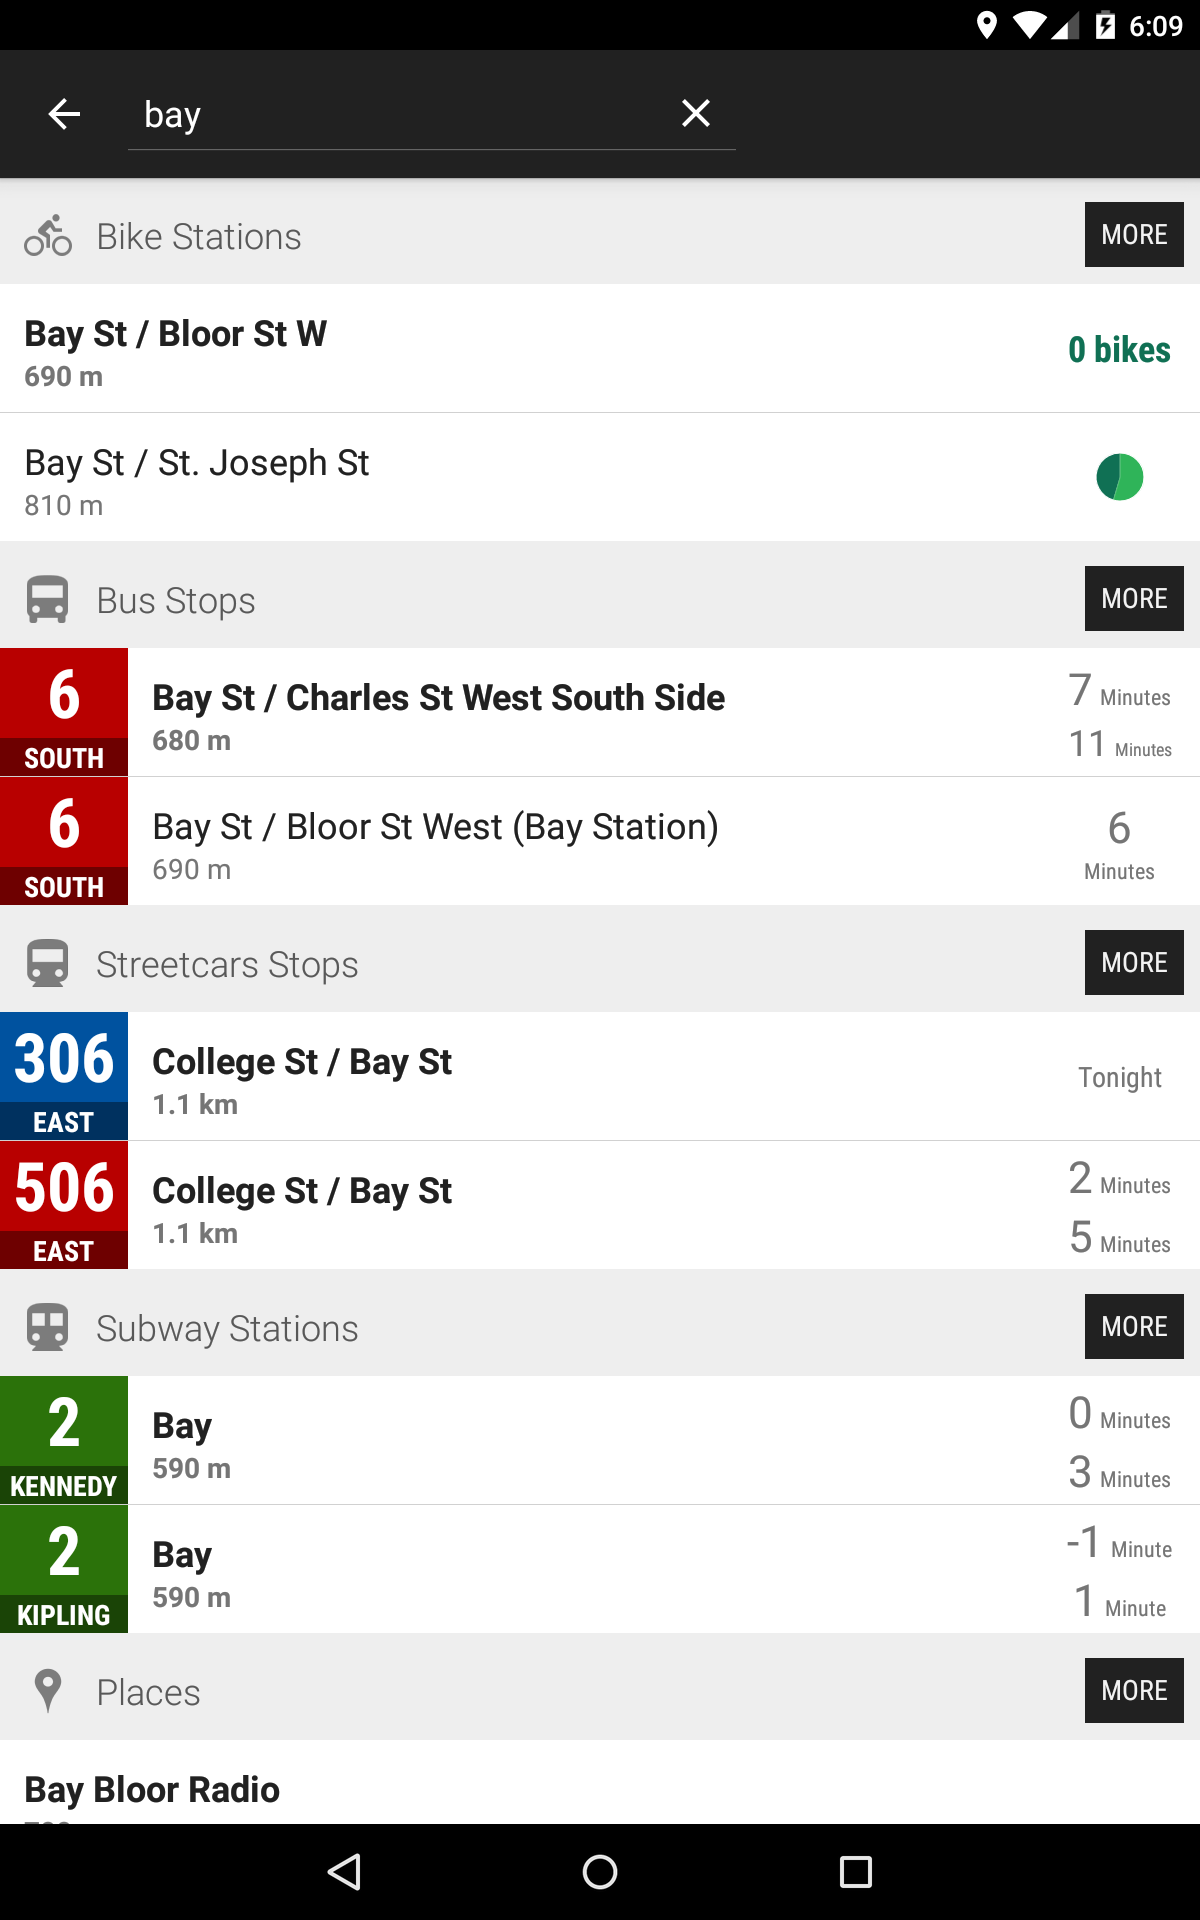 6:09
bay
Bike Stations
MORE
Bay St / Bloor St W
690 m
0 bikes
Bay St / St. Joseph St
810 m
Bus Stops
MORE
6
SOUTH
Bay St / Charles St West South Side
680 m
7 Minutes
11 Minutes
6
SOUTH
Bay St / Bloor St West (Bay Station)
690 m
6
Minutes
Streetcars Stops
MORE
306
EAST
College St / Bay St
1.1 km
Tonight
506
EAST
College St / Bay St
1.1 km
2 Minutes
5 Minutes
Subway Stations
MORE
2
KENNEDY
Bay
590 m
0 Minutes
3 Minutes
2
KIPLING
Bay
590 m
-1 Minute
1 Minute
Places
MORE
Bay Bloor Radio